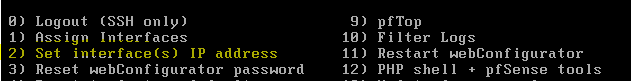 0) Logout (SSH only) 9) pfTop
1) Assign Interfaces 10) Filter Logs
2) Set interface(s) IP address 11) Restart webConfigurator
3) Reset webConfigurator password 12) PHP shell + pfSense tools